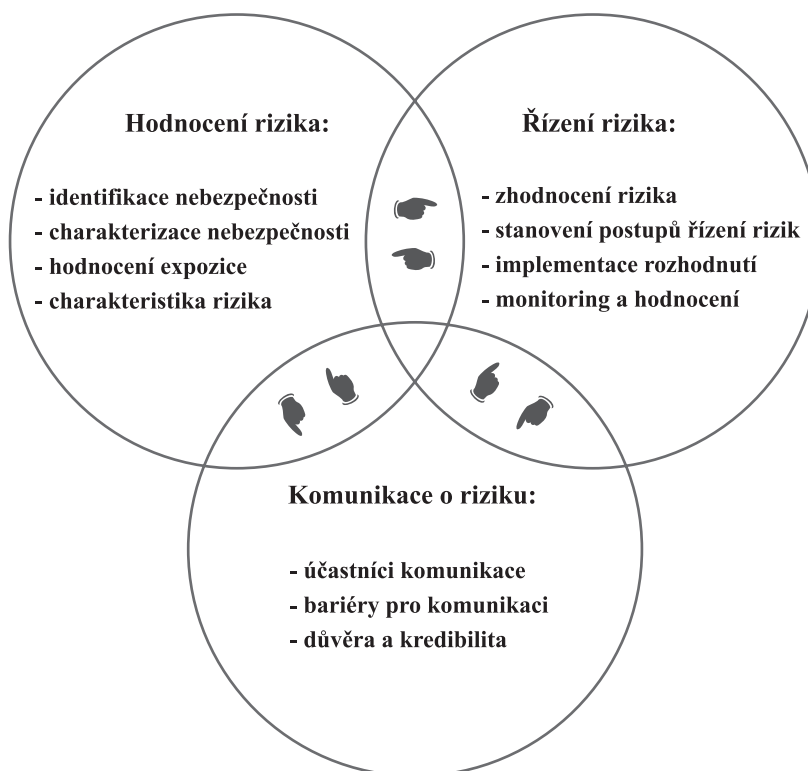 Hodnocení rizika:
- identifikace nebezpečnosti
- charakterizace nebezpečnosti
- hodnocení expozice
- charakteristika rizika
Řízení rizika:
- zhodnocení rizika
- stanovení postupů řízení rizik
- implementace rozhodnutí
- monitoring a hodnocení
Komunikace o riziku:
- účastníci komunikace
- bariéry pro komunikaci
- důvěra a kredibilita